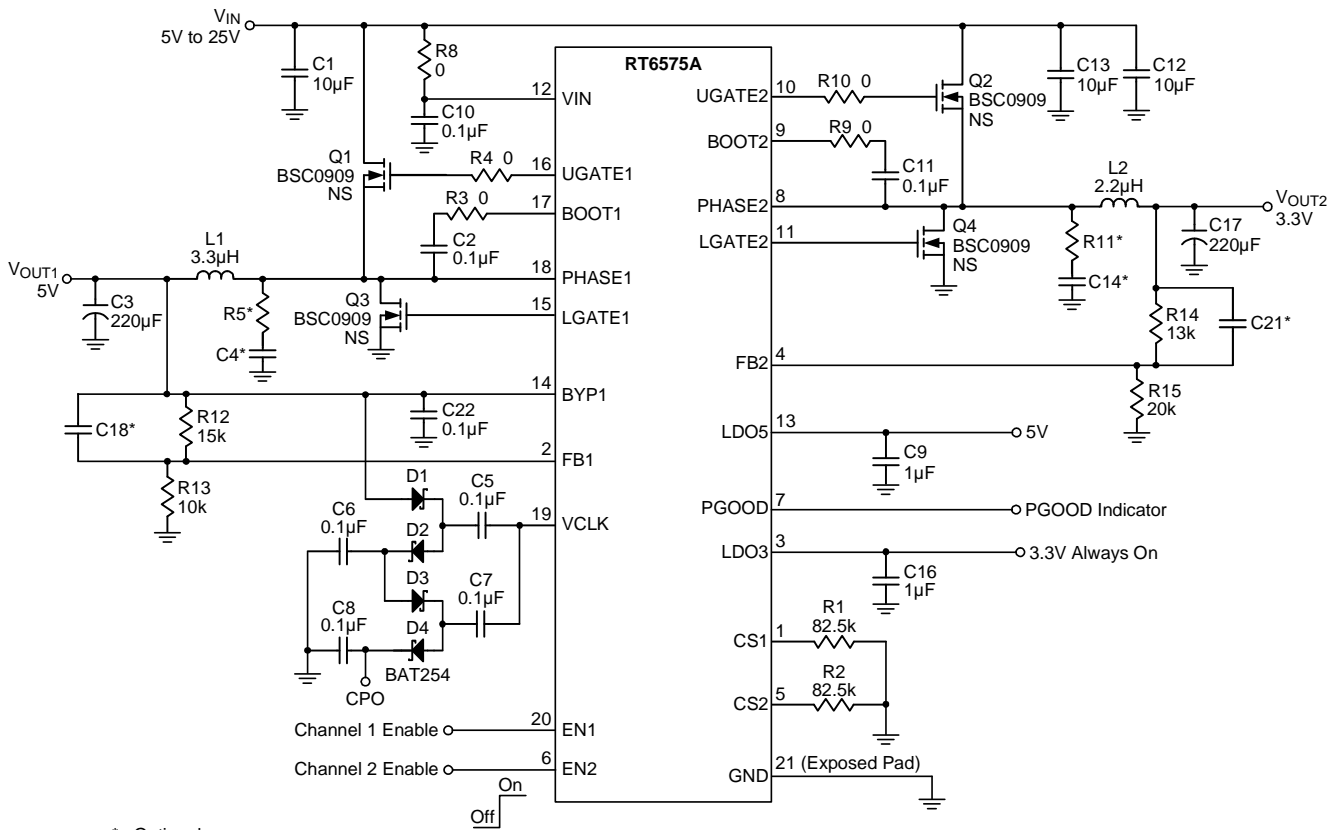 VIN
5V to 25V
C1
10µF
R8
0
12
VIN
C10
0.1µF
RT6575A
UGATE2
10
R10 0
Q2
BSC0909
NS
C13
10µF
C12
10µF
BOOT2
9
R9 0
C11
0.1µF
Q1
BSC0909
NS
R4 0
16
UGATE1
R3 0
17
BOOT1
C2
0.1µF
PHASE2
8
L2
2.2µH
VOUT2
3.3V
LGATE2
11
Q4
BSC0909
NS
R11*
C14*
C17
220µF
VOUT1
5V
L1
3.3µH
18
PHASE1
C3
220µF
R5*
C4*
Q3
BSC0909
NS
15
LGATE1
R14
13k
C21*
FB2
4
R15
20k
14
BYP1
C22
0.1µF
C18*
R12
15k
2
FB1
R13
10k
LDO5
13
5V
C9
1µF
D1
C5
0.1µF
19
VCLK
C6
0.1µF
D2
D3
C7
0.1µF
C8
0.1µF
D4
BAT254
CPO
PGOOD
7
PGOOD Indicator
LDO3
3
3.3V Always On
C16
1µF
CS1
1
R1
82.5k
CS2
5
R2
82.5k
Channel 1 Enable
20
EN1
Channel 2 Enable
6
EN2
GND
21 (Exposed Pad)
On
Off